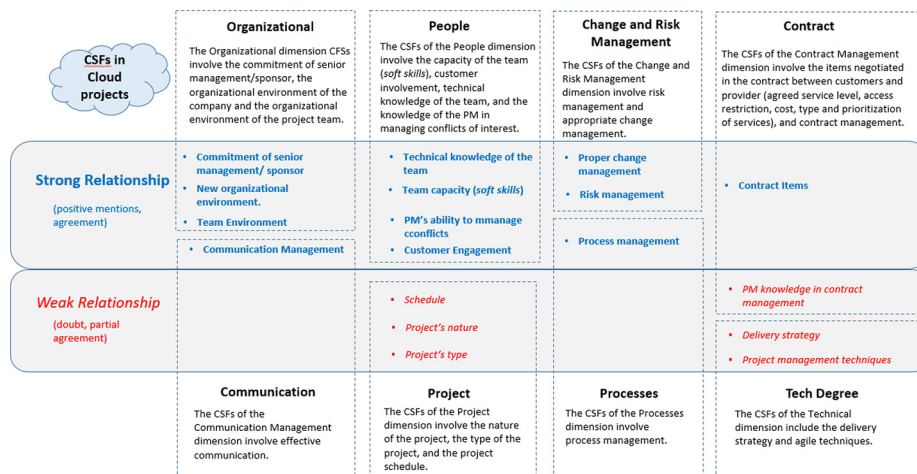 CSFs in
Cloud
projects
Organizational
The Organizational dimension CFSs
involve the commitment of senior
management/sponsor, the
organizational environment of the
company and the organizational
environment of the project team.
People
The CSFs of the People dimension
involve the capacity of the team
(soft skills), customer
involvement, technical
knowledge of the team, and the
knowledge of the PM in
managing conflicts of interest.
Change and Risk
Management
The CSFs of the Change and
Risk Management
dimension involve risk
management and
appropriate change
management.
Contract
The CSFs of the Contract Management
dimension involve the items negotiated
in the contract between customers and
provider (agreed service level, access
restriction, cost, type and prioritization
of services), and contract management.
Strong Relationship
(positive mentions,
agreement)
• Commitment of senior
management/ sponsor
• New organizational
environment.
• Team Environment
• Communication Management
• Technical knowledge of the
team
• Team capacity (soft skills)
• PM's ability to mmanage
cconflicts
• Customer Engagement
• Proper change
management
• Risk management
• Process management
• Contract Items
Weak Relationship
(doubt, partial
agreement)
• Schedule
• Project's nature
• Project's type
• PM knowledge in contract
management
• Delivery strategy
• Project management techniques
Communication
The CSFs of the
Communication Management
dimension involve effective
communication.
Project
The CSFs of the Project
dimension involve the nature
of the project, the type of the
project, and the project
schedule.
Processes
The CSFs of the Processes
dimension involve
process management.
Tech Degree
The CSFs of the Technical
dimension include the delivery
strategy and agile techniques.